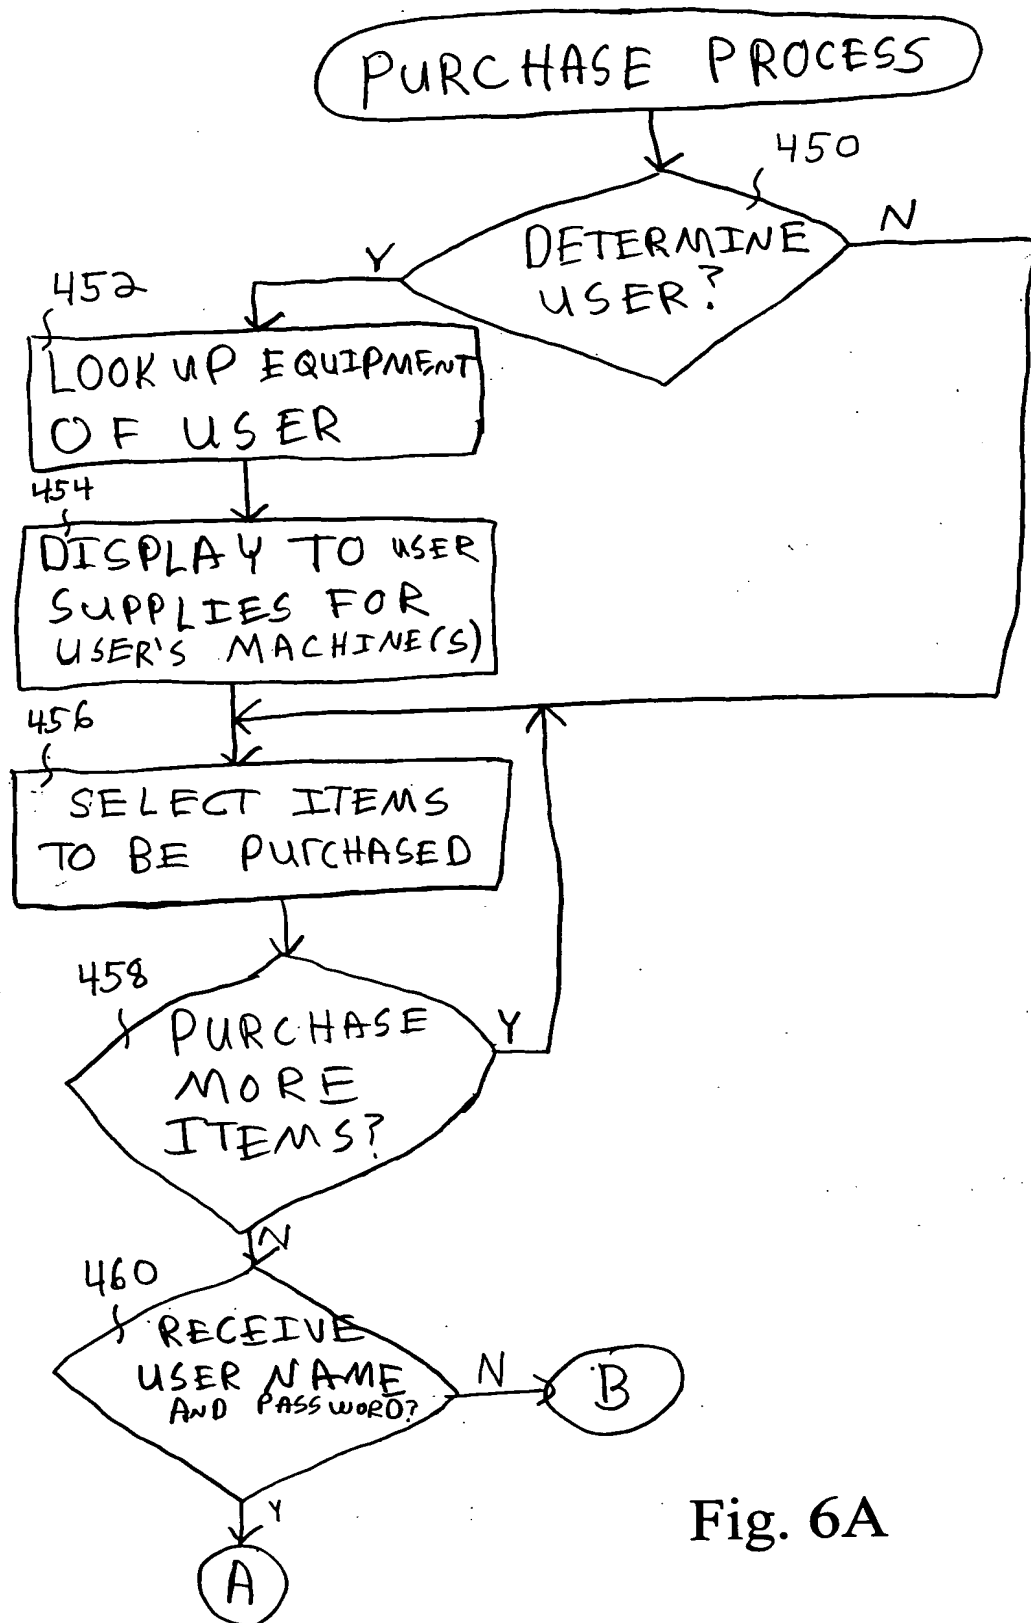 PURCHASE PROCESS
450
DETERMINE
USER?
Y
N
452
LOOK UP EQUIPMENT
OF USER
454
DISPLAY TO USER
SUPPLIES FOR
USER'S MACHINE(S)
456
SELECT ITEMS
TO BE PURCHASED
458
PURCHASE
MORE
ITEMS?
Y
N
460
RECEIVE
USER NAME
AND PASSWORD?
N
B
Y
A
Fig. 6A